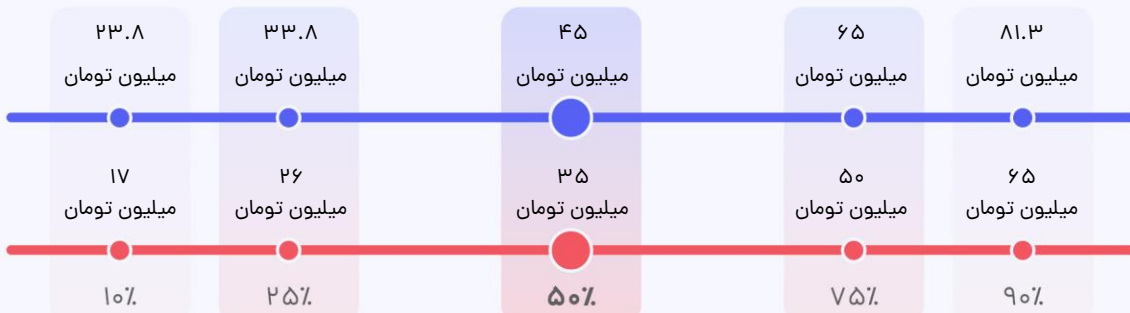 ۲۳.۸ ۳۳.۸ ۴۵ ۶۵ ۸۱.۳
میلیون تومان میلیون تومان میلیون تومان میلیون تومان میلیون تومان
۱۷ ۲۶ ۳۵ ۵۰ ۶۵
میلیون تومان میلیون تومان میلیون تومان میلیون تومان میلیون تومان
۱۰٪ ۲۵٪ ۵۰٪ ۷۵٪ ۹۰٪